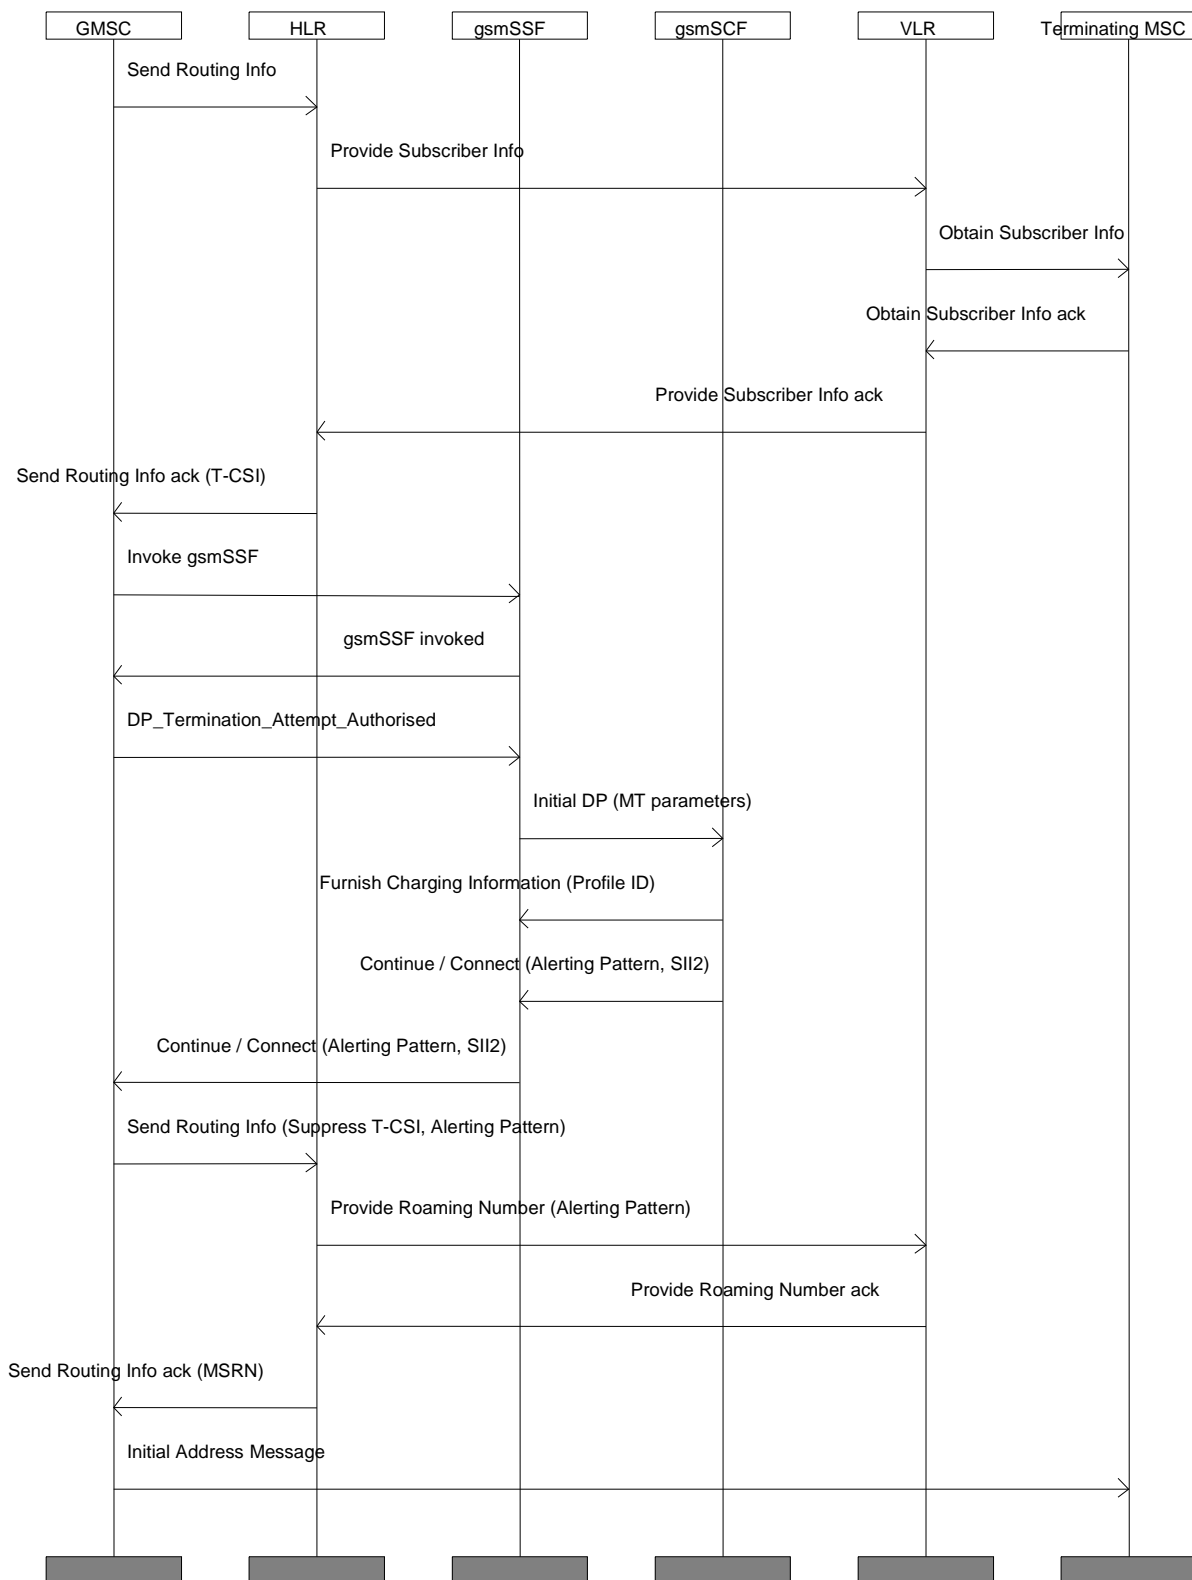 GMSC HLR gsmSSF gsmSCF VLR Terminating MSC
Send Routing Info
Provide Subscriber Info
Obtain Subscriber Info
Obtain Subscriber Info ack
Provide Subscriber Info ack
Send Routing Info ack (T-CSI)
Invoke gsmSSF
gsmSSF invoked
DP_Termination_Attempt_Authorised
Initial DP (MT parameters)
Furnish Charging Information (Profile ID)
Continue / Connect (Alerting Pattern, SII2)
Continue / Connect (Alerting Pattern, SII2)
Send Routing Info (Suppress T-CSI, Alerting Pattern)
Provide Roaming Number (Alerting Pattern)
Provide Roaming Number ack
Send Routing Info ack (MSRN)
Initial Address Message